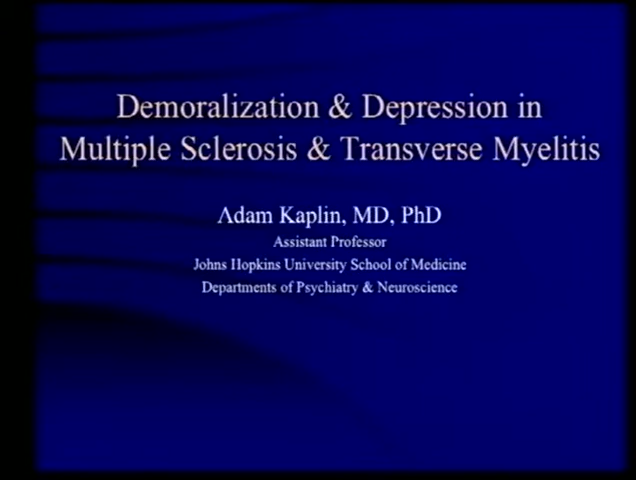 Demoralization & Depression in
Multiple Sclerosis & Transverse Myelitis
Adam Kaplin, MD, PhD
Assistant Professor
Johns Hopkins University School of Medicine
Departments of Psychiatry & Neuroscience